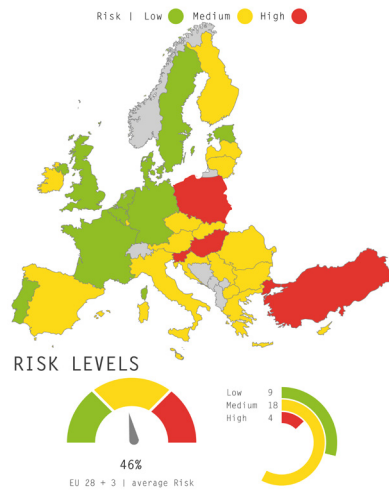 Risk | Low Medium High
RISK LEVELS
46%
EU 28 + 3 | average Risk
Low 9
Medium 18
High 4